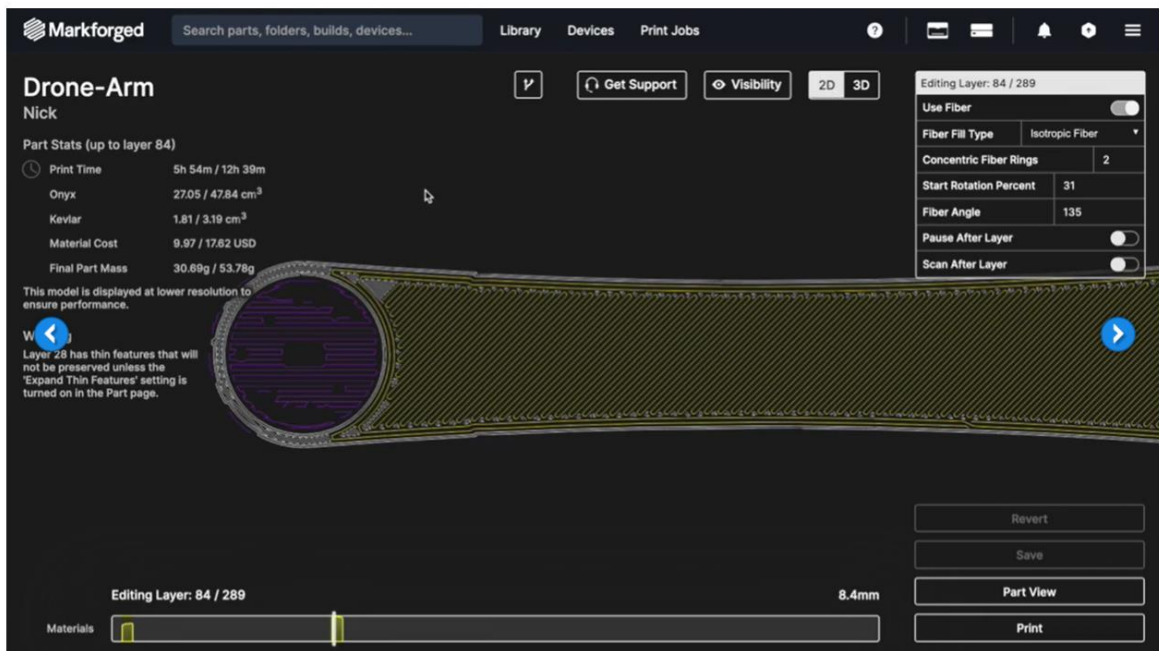 Markforged
Search parts, folders, builds, devices...
Library
Devices
Print Jobs
?
Drone-Arm
Nick
Get Support
Visibility
2D
3D
Part Stats (up to layer 84)
Print Time 5h 54m / 12h 39m
Onyx 27.05 / 47.84 cm³
Kevlar 1.81 / 3.19 cm³
Material Cost 9.97 / 17.62 USD
Final Part Mass 30.69g / 53.78g
This model is displayed at lower resolution to
ensure performance.
Layer 28 has thin features that will
not be preserved unless the
'Expand Thin Features' setting is
turned on in the Part page.
Editing Layer: 84 / 289
Use Fiber
Fiber Fill Type Isotropic Fiber
Concentric Fiber Rings 2
Start Rotation Percent 31
Fiber Angle 135
Pause After Layer
Scan After Layer
Revert
Save
Part View
Print
Editing Layer: 84 / 289
8.4mm
Materials